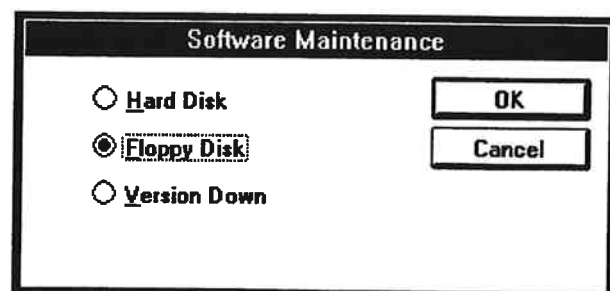 Software Maintenance
Hard Disk
OK
Floppy Disk
Cancel
Version Down